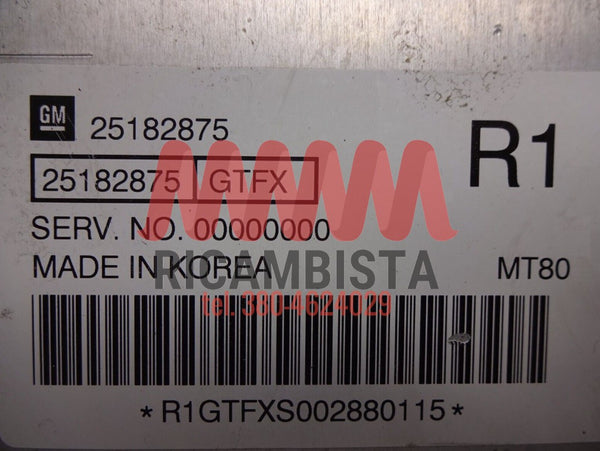 GM 25182875
R1
25182875 GTFX
SERV. NO. 00000000
MADE IN KOREA
MT80
RICAMBISTA
tel. 380-4624029
*R1GTFXS002880115*